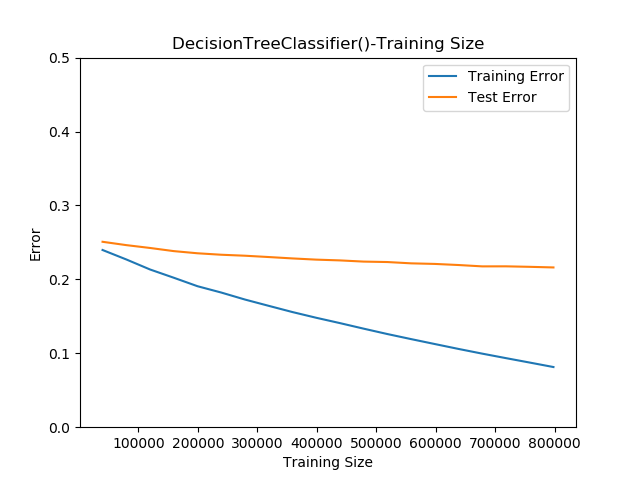 DecisionTreeClassifier()-Training Size
Training Error
Test Error
0.5
0.4
0.3
0.2
0.1
0.0
Error
100000 200000 300000 400000 500000 600000 700000 800000
Training Size